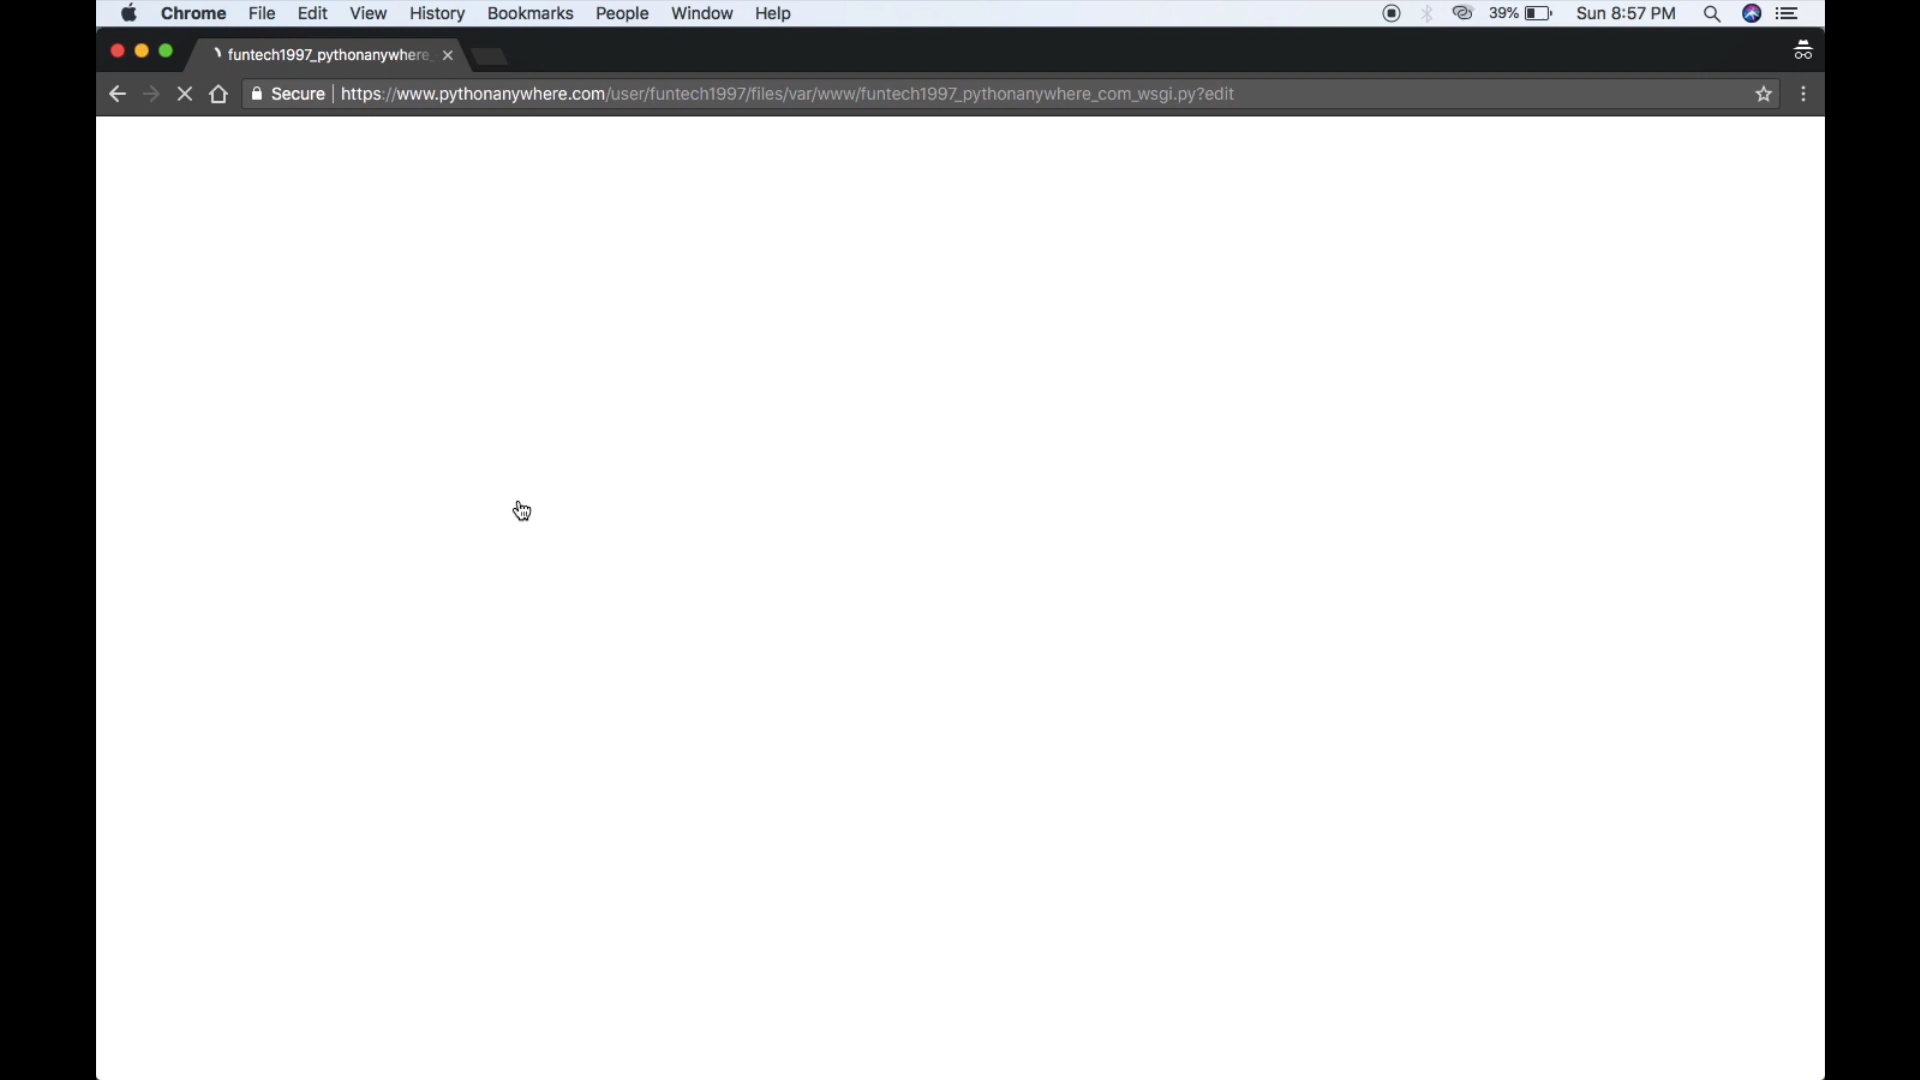 Chrome File Edit View History Bookmarks People Window Help 39% Sun 8:57 PM
funtech1997_pythonanywhere_
Secure https://www.pythonanywhere.com/user/funtech1997/files/var/www/funtech1997_pythonanywhere_com_wsgi.py?edit